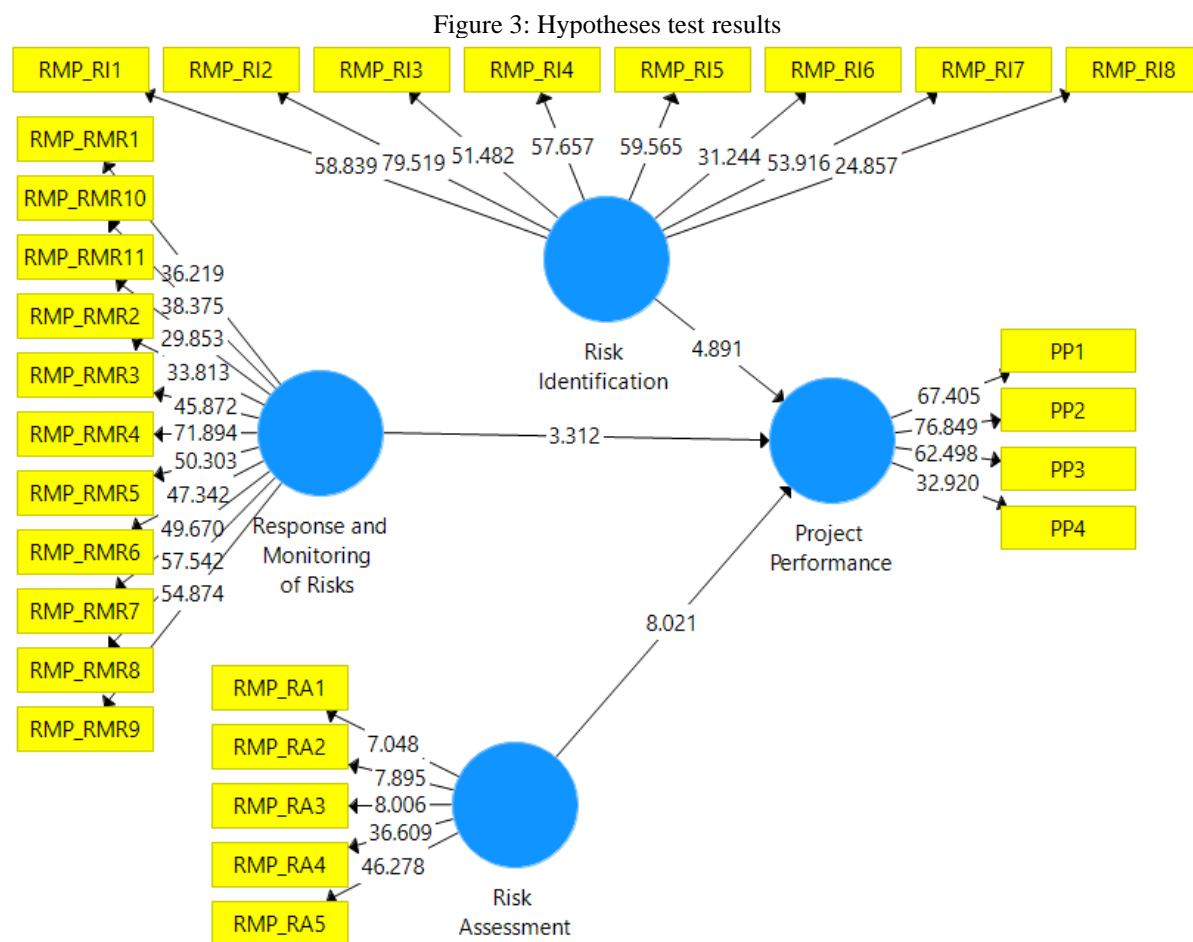 Figure 3: Hypotheses test results
RMP_RI1 RMP_RI2 RMP_RI3 RMP_RI4 RMP_RI5 RMP_RI6 RMP_RI7 RMP_RI8
58.839 79.519 51.482 57.657 59.565 31.244 53.916 24.857
RMP_RMR1
RMP_RMR10
RMP_RMR11
RMP_RMR2
RMP_RMR3
RMP_RMR4
RMP_RMR5
RMP_RMR6
RMP_RMR7
RMP_RMR8
RMP_RMR9
36.219
38.375
29.853
33.813
45.872
71.894
50.303
47.342
49.670
57.542
54.874
Response and
Monitoring
of Risks
Risk
Identification
4.891
3.312
8.021
Project
Performance
67.405
76.849
62.498
32.920
PP1
PP2
PP3
PP4
RMP_RA1
RMP_RA2
RMP_RA3
RMP_RA4
RMP_RA5
7.048
7.895
8.006
36.609
46.278
Risk
Assessment